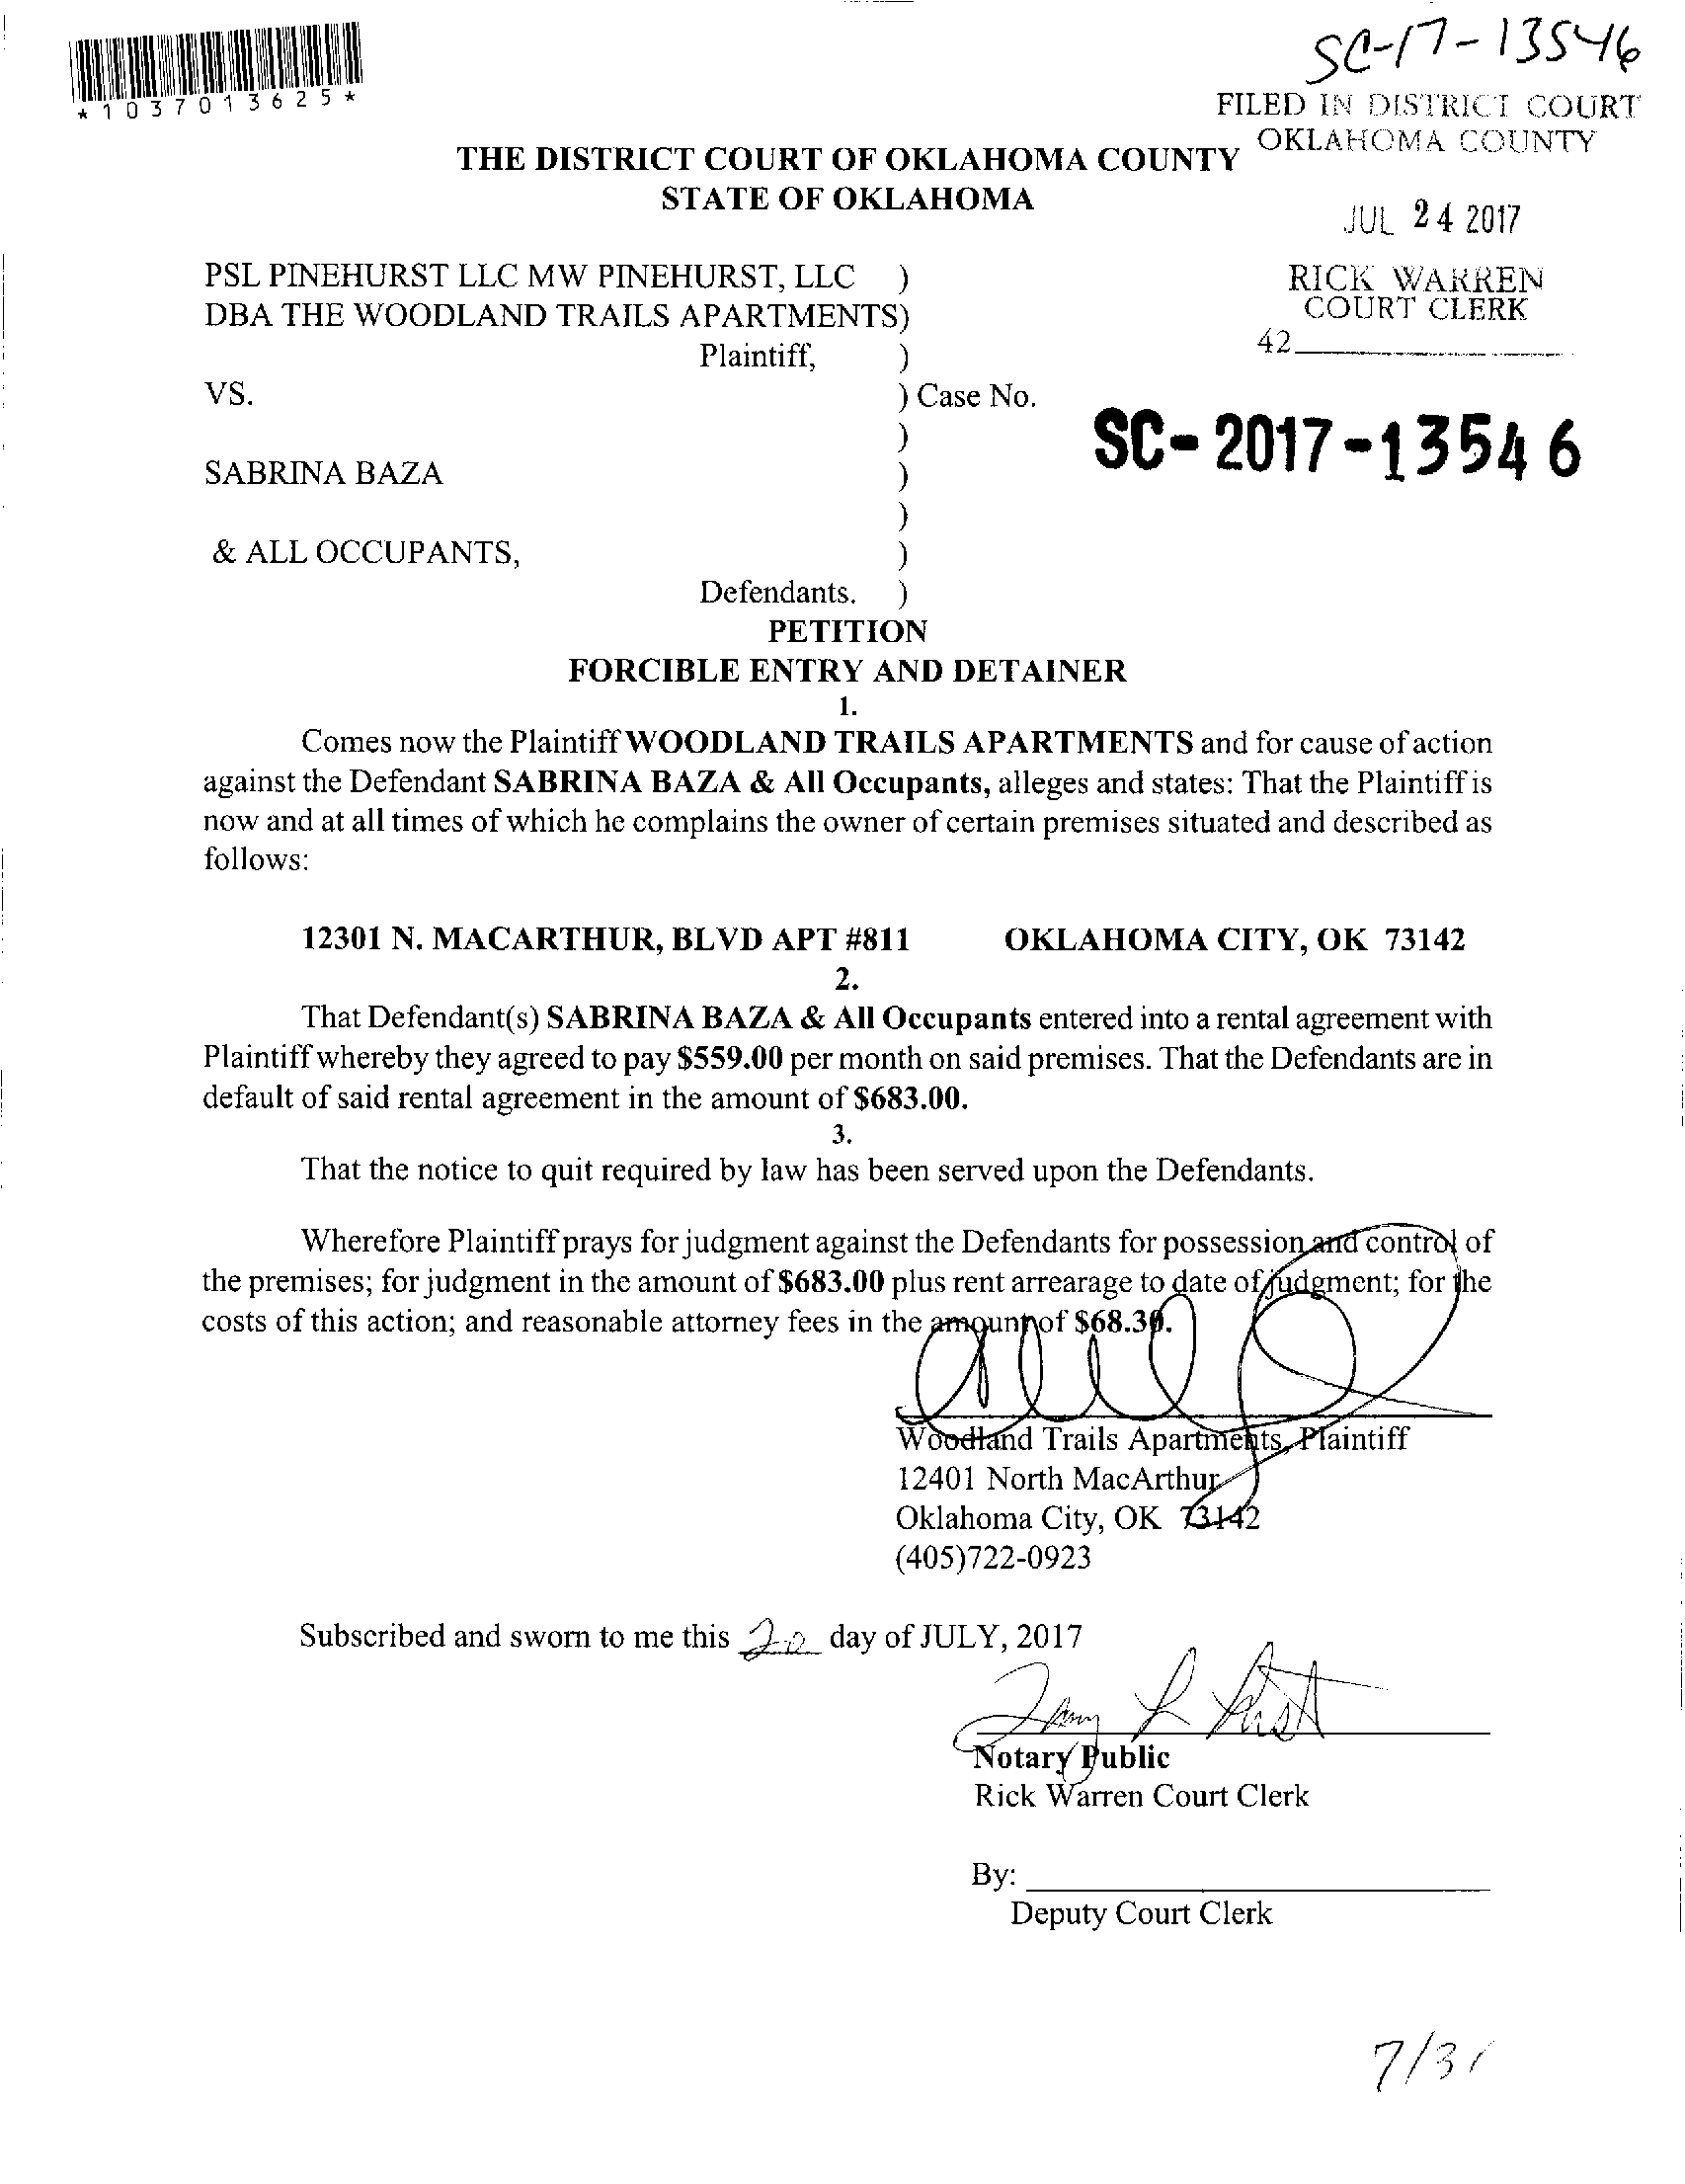 SC-17-13546
*1037013625*
FILED IN DISTRICT COURT
OKLAHOMA COUNTY
THE DISTRICT COURT OF OKLAHOMA COUNTY
STATE OF OKLAHOMA
JUL 24 2017
PSL PINEHURST LLC MW PINEHURST, LLC )
DBA THE WOODLAND TRAILS APARTMENTS)
RICK WARREN
COURT CLERK
42
Plaintiff, )
VS. ) Case No.
)
SC-2017-13546
SABRINA BAZA )
)
& ALL OCCUPANTS, )
Defendants. )
PETITION
FORCIBLE ENTRY AND DETAINER
1.
Comes now the Plaintiff WOODLAND TRAILS APARTMENTS and for cause of action
against the Defendant SABRINA BAZA & All Occupants, alleges and states: That the Plaintiff is
now and at all times of which he complains the owner of certain premises situated and described as
follows:
12301 N. MACARTHUR, BLVD APT #811 OKLAHOMA CITY, OK 73142
2.
That Defendant(s) SABRINA BAZA & All Occupants entered into a rental agreement with
Plaintiff whereby they agreed to pay $559.00 per month on said premises. That the Defendants are in
default of said rental agreement in the amount of $683.00.
3.
That the notice to quit required by law has been served upon the Defendants.
Wherefore Plaintiff prays for judgment against the Defendants for possession and control of
the premises; for judgment in the amount of $683.00 plus rent arrearage to date of judgment; for the
costs of this action; and reasonable attorney fees in the amount of $68.30.
Woodland Trails Apartments, Plaintiff
12401 North MacArthur
Oklahoma City, OK 73142
(405)722-0923
Subscribed and sworn to me this 20 day of JULY, 2017
Notary Public
Rick Warren Court Clerk
By:
Deputy Court Clerk
7/31